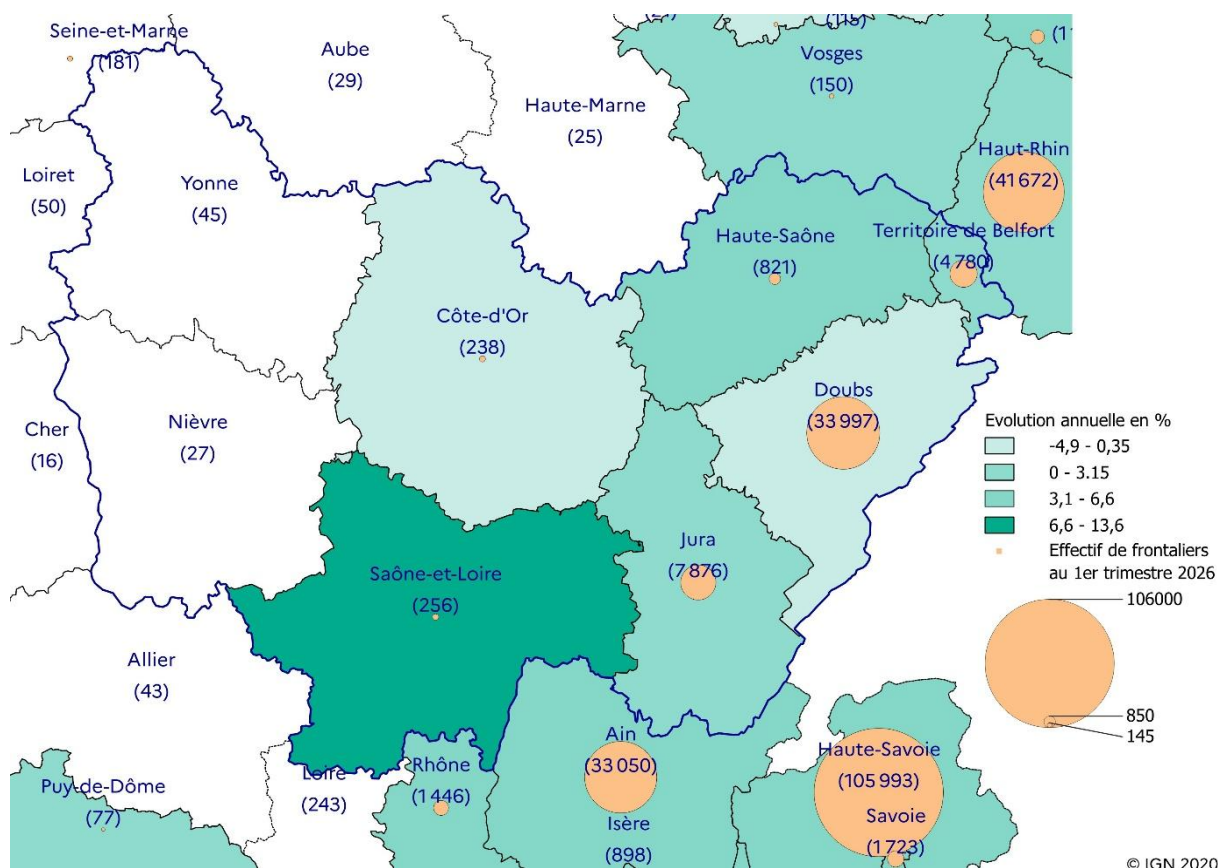 Seine-et-Marne
(181)
Aube
(29)
Haute-Marne
(25)
(115)
Vosges
(150)
Haut-Rhin
(41 672)
Loiret
(50)
Yonne
(45)
Haute-Saône
(821)
Territoire de Belfort
(4 780)
Côte-d'Or
(238)
Doubs
(33 997)
Cher
(16)
Nièvre
(27)
Evolution annuelle en %
-4,9 - 0,35
0 - 3.15
3,1 - 6,6
6,6 - 13,6
Effectif de frontaliers
au 1er trimestre 2026
106000
850
145
Jura
(7 876)
Saône-et-Loire
(256)
Allier
(43)
Ain
(33 050)
Haute-Savoie
(105 993)
Puy-de-Dôme
(77)
Loire
(243)
Rhône
(1 446)
Isère
(898)
Savoie
(1 723)
© IGN 2020